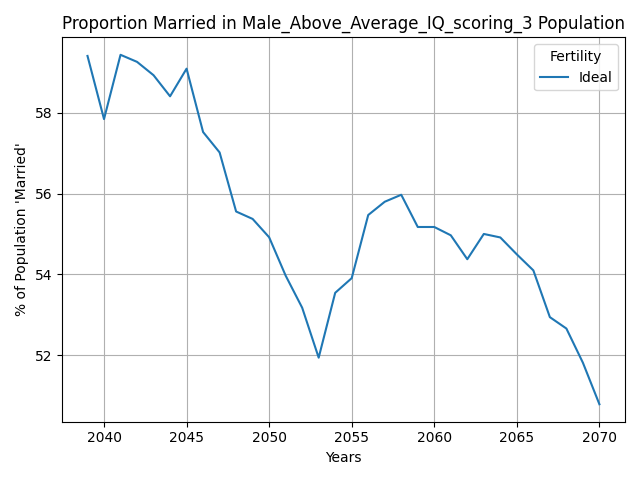 Proportion Married in Male_Above_Average_IQ_scoring_3 Population
Fertility
Ideal
% of Population 'Married'
58
56
54
52
2040 2045 2050 2055 2060 2065 2070
Years